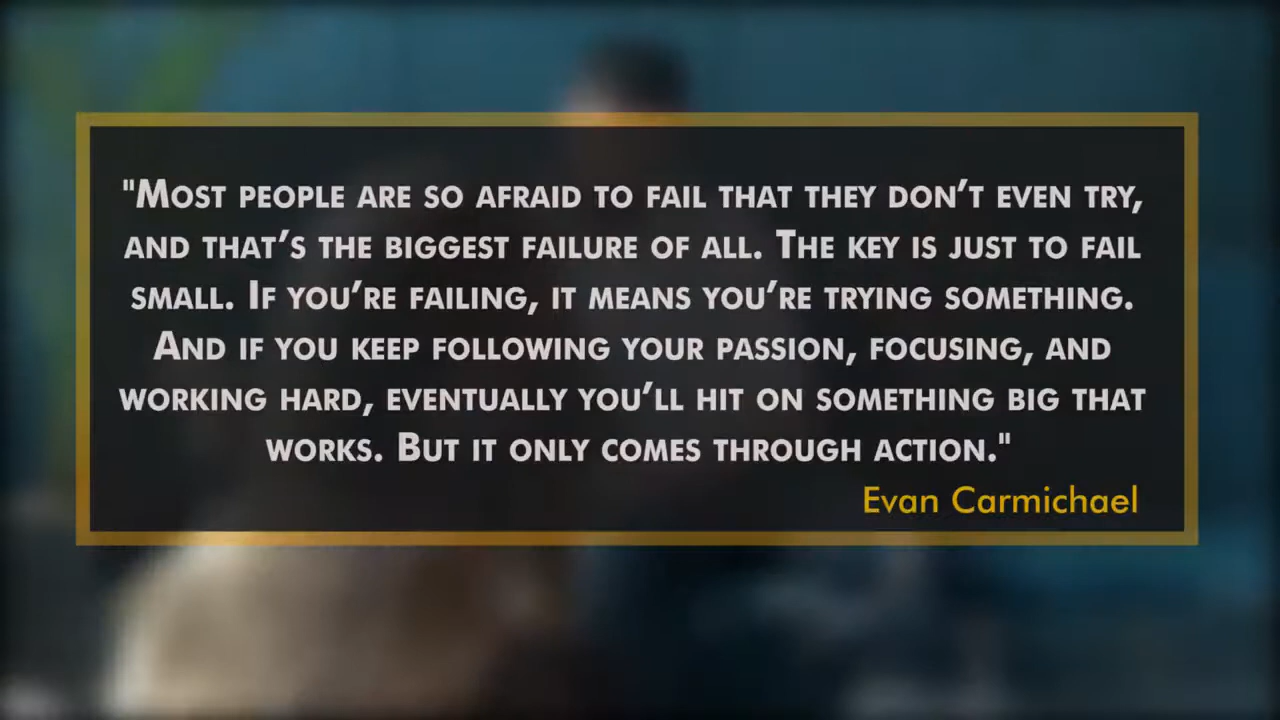 "Most people are so afraid to fail that they don't even try,
and that's the biggest failure of all. The key is just to fail
small. If you're failing, it means you're trying something.
And if you keep following your passion, focusing, and
working hard, eventually you'll hit on something big that
works. But it only comes through action."
Evan Carmichael